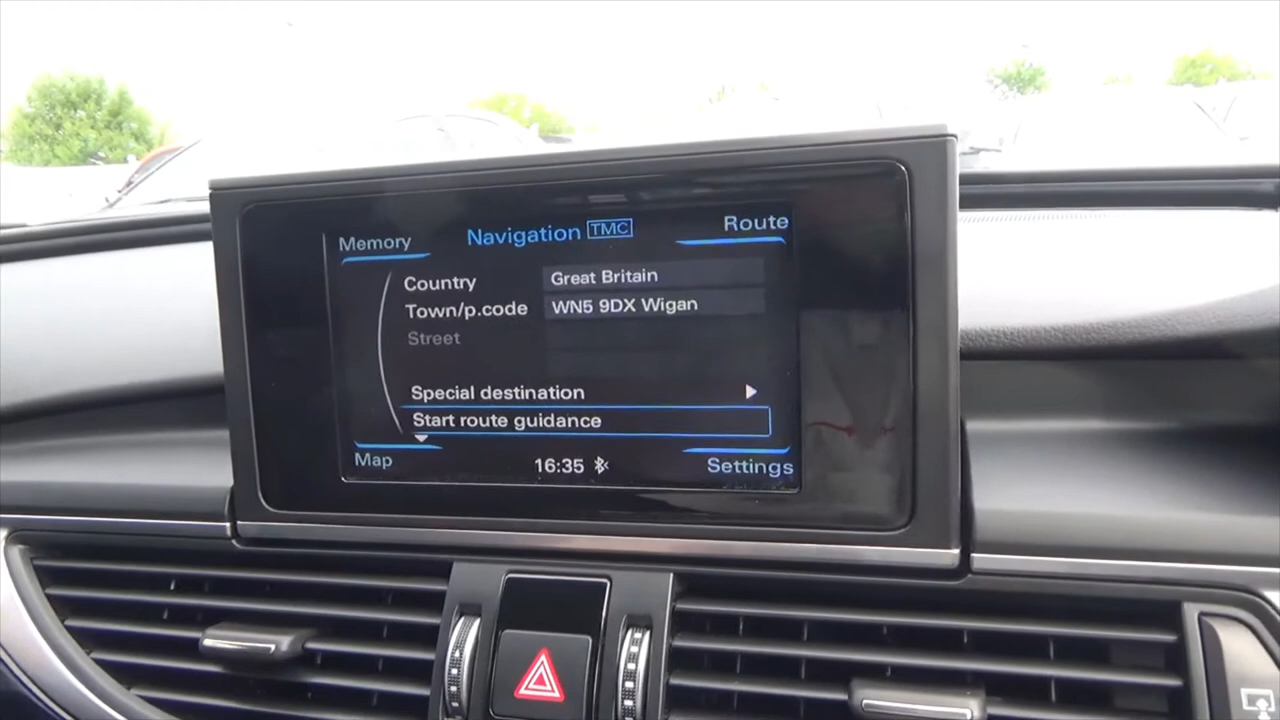 Memory
Navigation TMC
Route
Country
Great Britain
Town/p.code
WN5 9DX Wigan
Street
Special destination
Start route guidance
Map
16:35
Settings